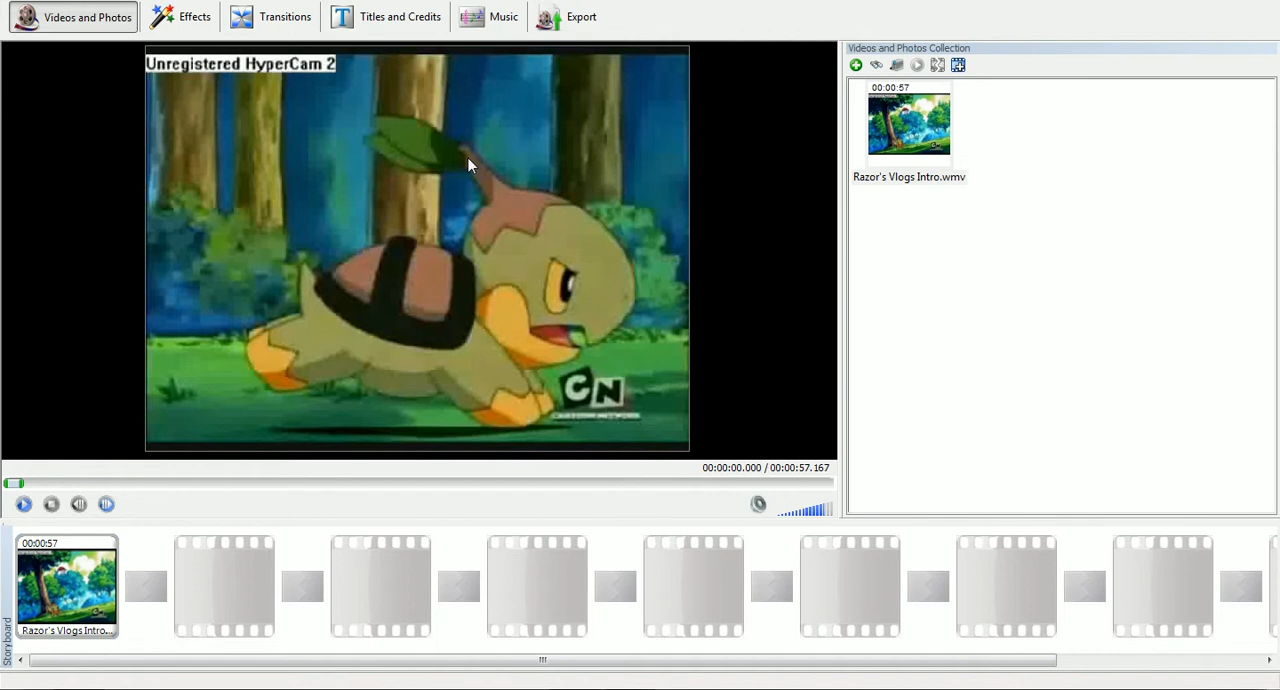 Videos and Photos
Effects
Transitions
Titles and Credits
Music
Export
Unregistered HyperCam 2
CN
Videos and Photos Collection
00:00:57
Razor's Vlogs Intro.wmv
00:00:00.000 / 00:00:57.167
Storyboard
00:00:57
Razor's Vlogs Intro...